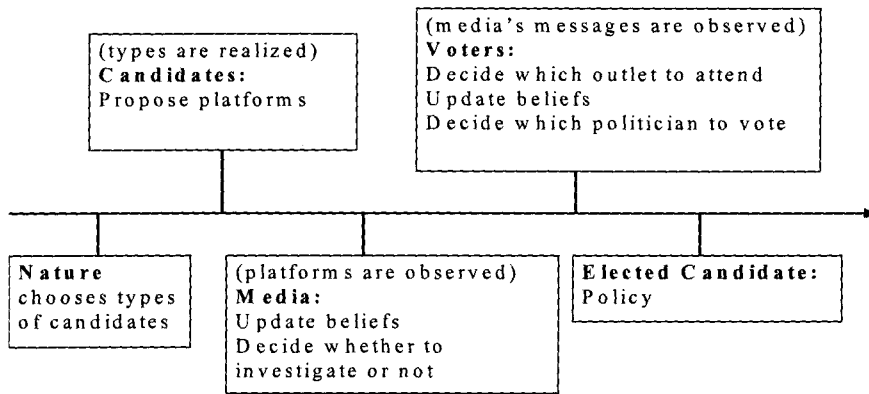 (types are realized)
Candidates:
Propose platforms
(media's messages are observed)
Voters:
Decide which outlet to attend
Update beliefs
Decide which politician to vote
Nature
chooses types
of candidates
(platforms are observed)
Media:
Update beliefs
Decide whether to
investigate or not
Elected Candidate:
Policy